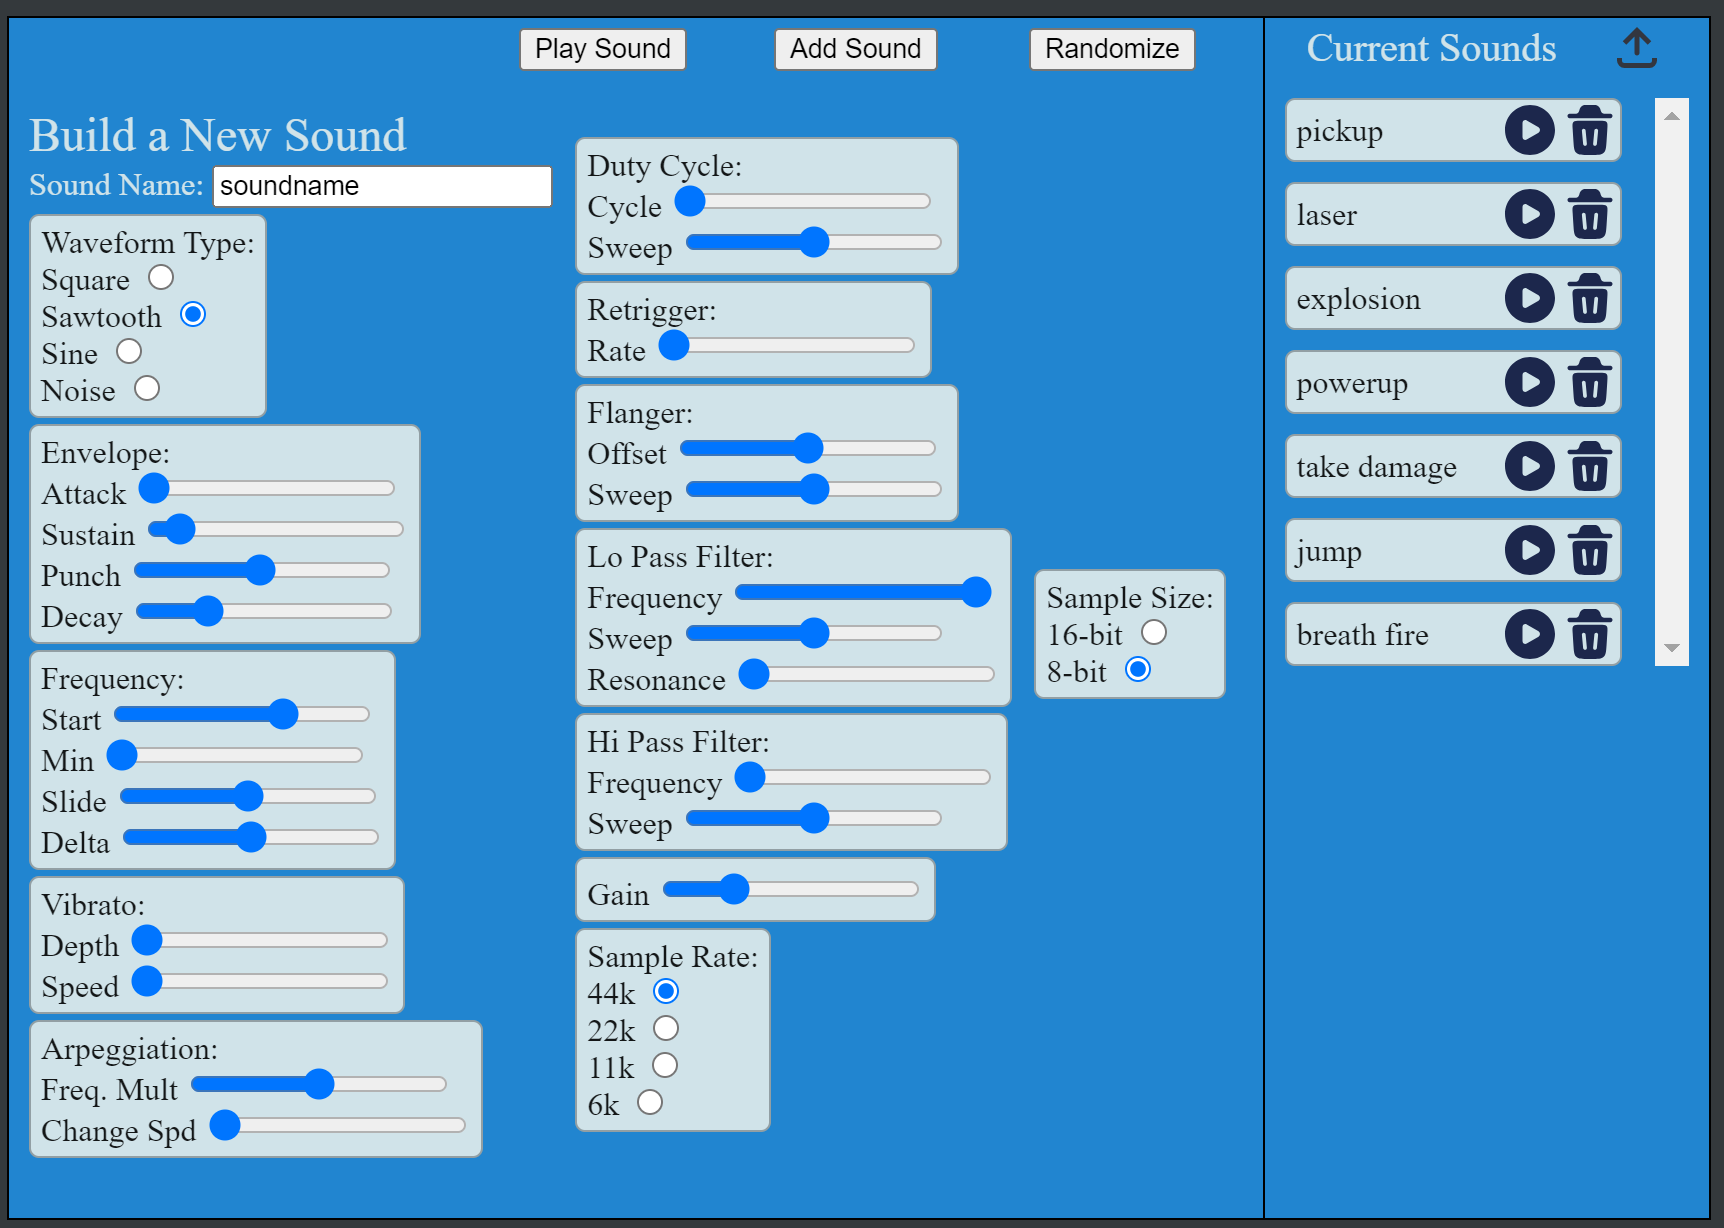 Play Sound
Add Sound
Randomize
Build a New Sound
Sound Name: soundname
Waveform Type:
Square
Sawtooth
Sine
Noise
Envelope:
Attack
Sustain
Punch
Decay
Frequency:
Start
Min
Slide
Delta
Vibrato:
Depth
Speed
Arpeggiation:
Freq. Mult
Change Spd
Duty Cycle:
Cycle
Sweep
Retrigger:
Rate
Flanger:
Offset
Sweep
Lo Pass Filter:
Frequency
Sweep
Resonance
Hi Pass Filter:
Frequency
Sweep
Gain
Sample Rate:
44k
22k
11k
6k
Sample Size:
16-bit
8-bit
Current Sounds
pickup
laser
explosion
powerup
take damage
jump
breath fire